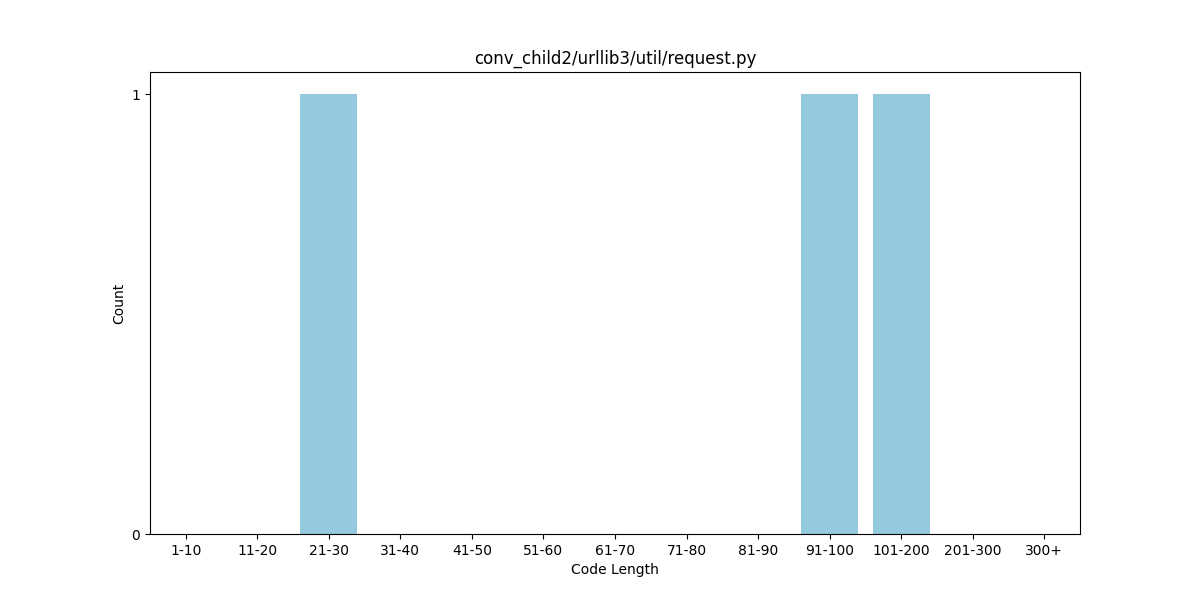 conv_child2/urllib3/util/request.py
1
0
Count
1-10 11-20 21-30 31-40 41-50 51-60 61-70 71-80 81-90 91-100 101-200 201-300 300+
Code Length